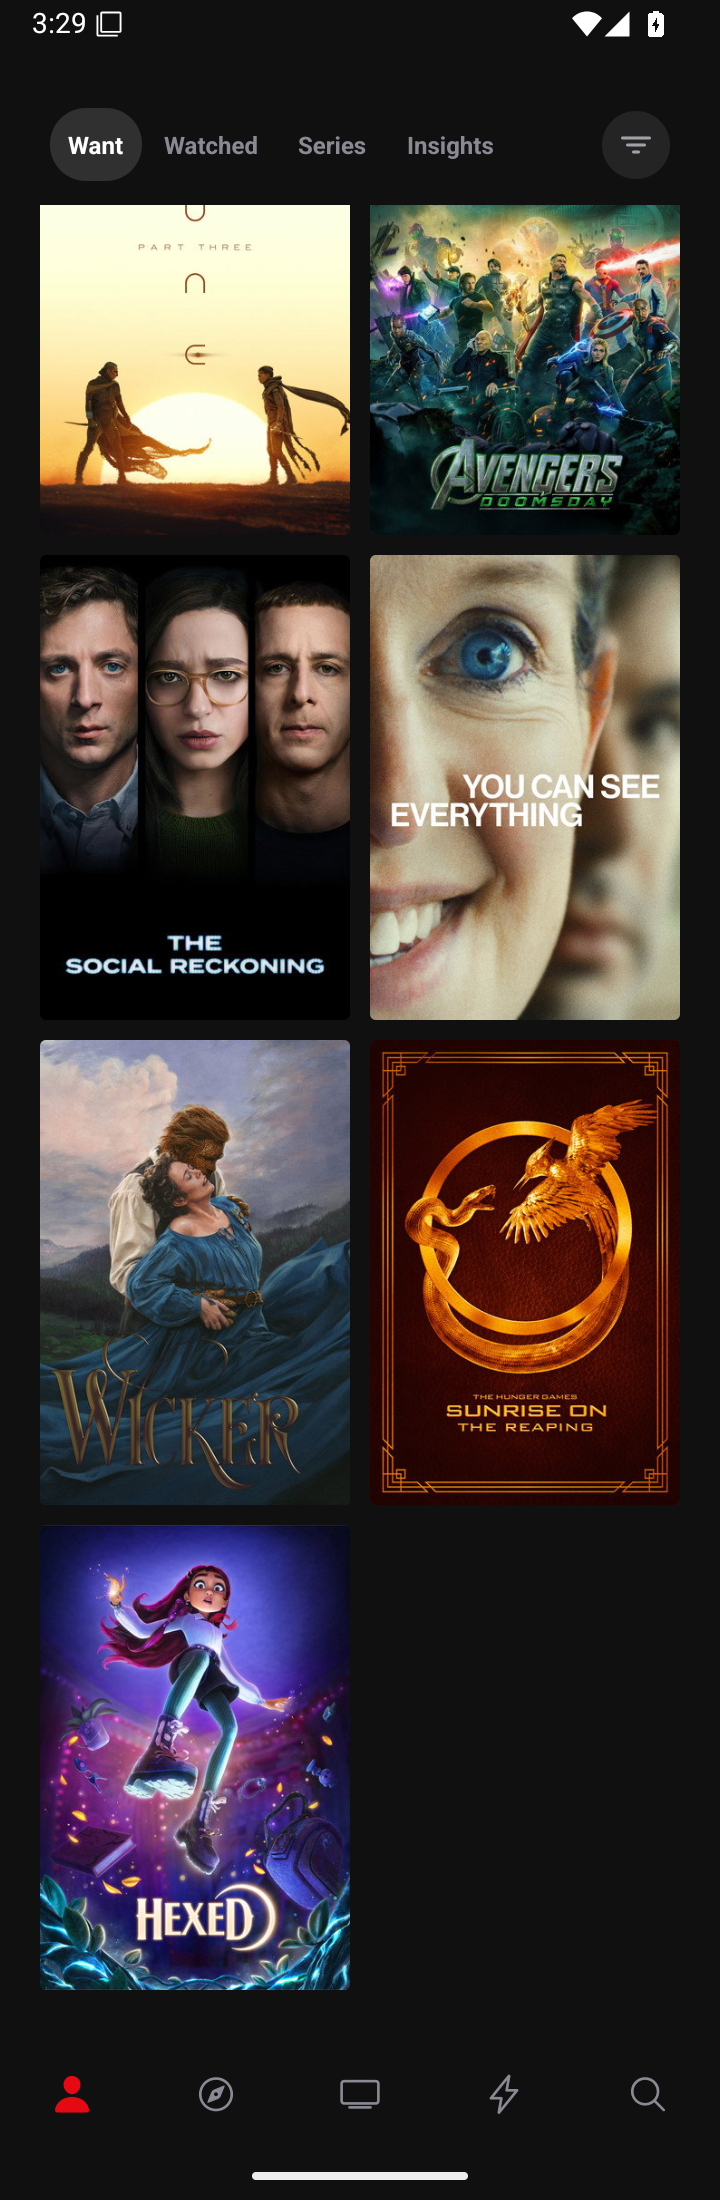 3:29
Want
Watched
Series
Insights
PART THREE
AVENGERS
DOOMSDAY
THE
SOCIAL RECKONING
YOU CAN SEE
EVERYTHING
WICKER
THE HUNGER GAMES
SUNRISE ON
THE REAPING
HEXED